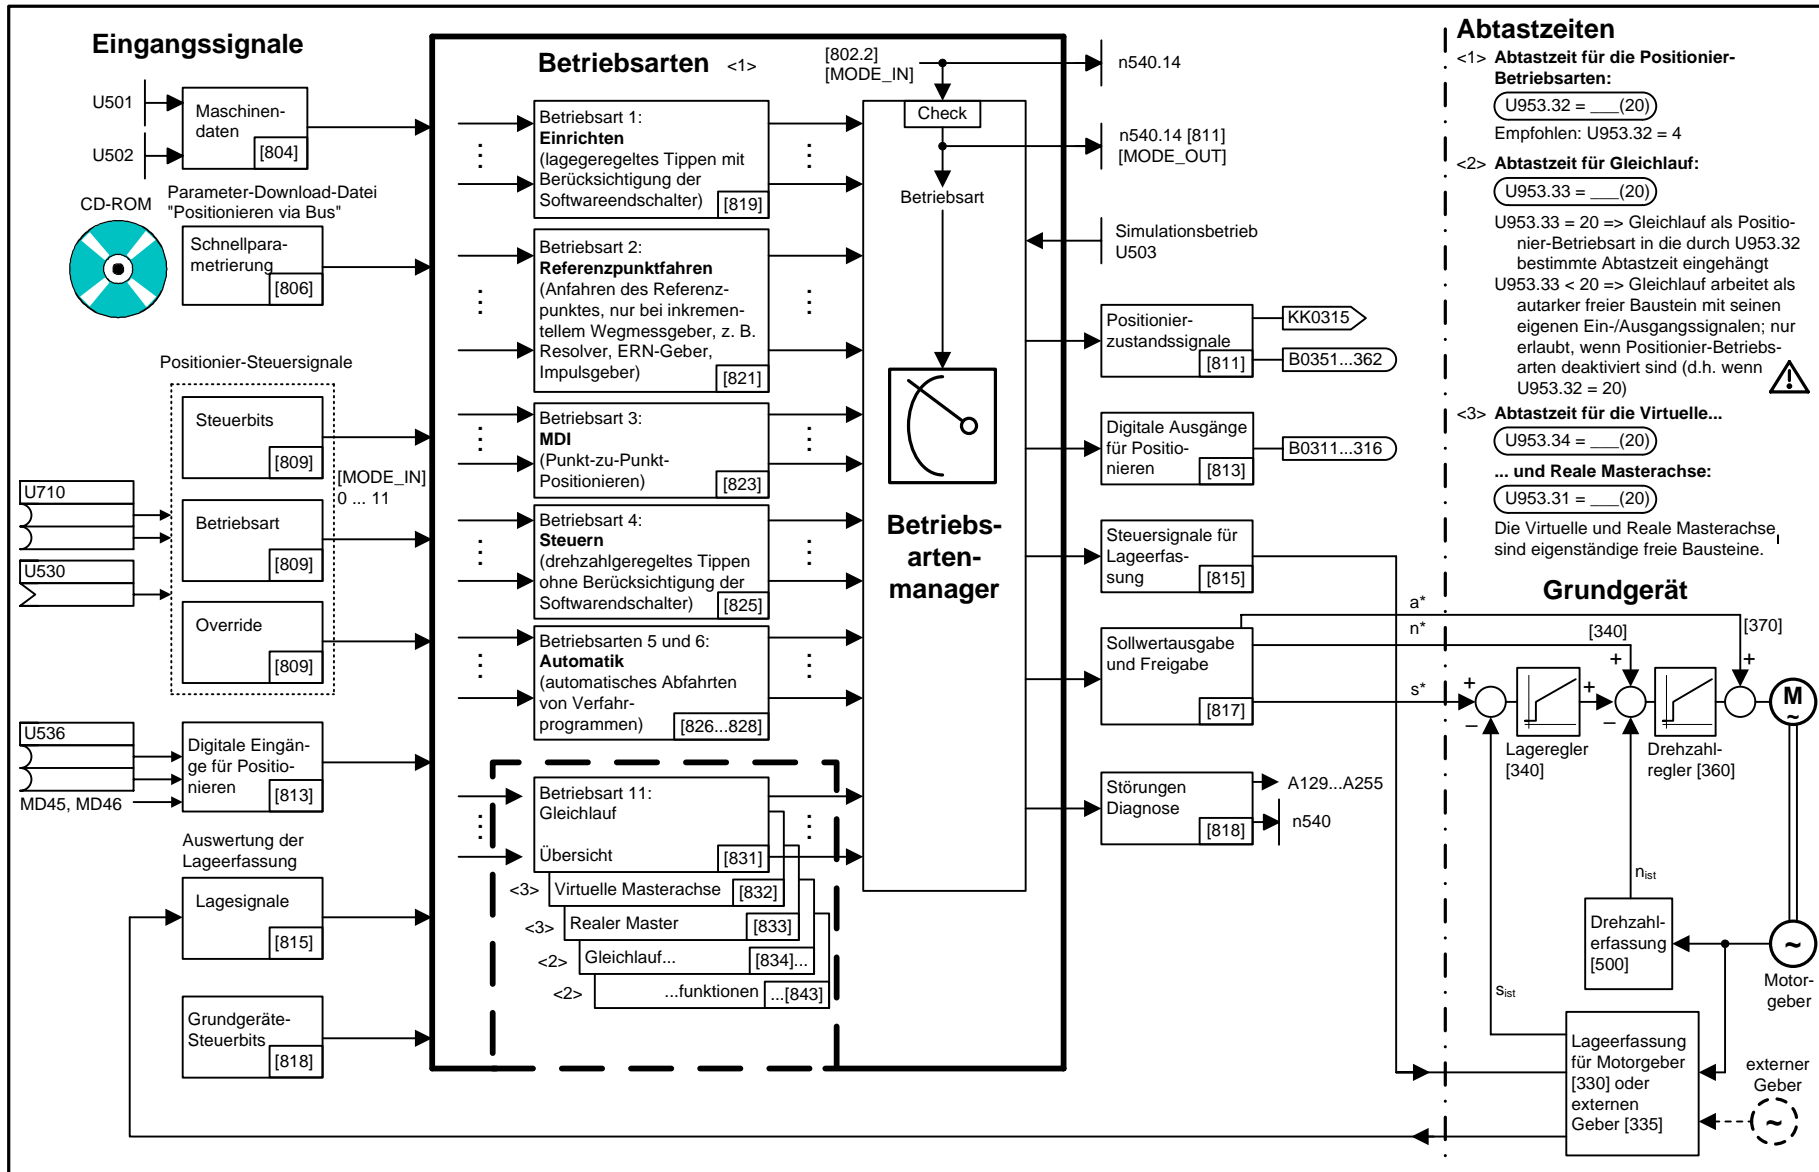 Eingangssignale
U501
U502
Maschinen-
daten
[804]
CD-ROM
Parameter-Download-Datei
"Positionieren via Bus"
Schnellpara-
metrierung
[806]
Positionier-Steuersignale
Steuerbits
[809]
[MODE_IN]
0 ... 11
U710
Betriebsart
[809]
U530
Override
[809]
U536
MD45, MD46
Digitale Eingän-
ge für Positio-
nieren
[813]
Auswertung der
Lageerfassung
Lagesignale
[815]
Grundgeräte-
Steuerbits
[818]
Betriebsarten <1>
[802.2]
[MODE_IN]
Betriebsart 1:
Einrichten
(lagegeregeltes Tippen mit
Berücksichtigung der
Softwareendschalter)
[819]
Betriebsart 2:
Referenzpunktfahren
(Anfahren des Referenz-
punktes, nur bei inkremen-
tellem Wegmessgeber, z. B.
Resolver, ERN-Geber,
Impulsgeber)
[821]
Betriebsart 3:
MDI
(Punkt-zu-Punkt-
Positionieren)
[823]
Betriebsart 4:
Steuern
(drehzahlgeregeltes Tippen
ohne Berücksichtigung der
Softwarendschalter)
[825]
Betriebsarten 5 und 6:
Automatik
(automatisches Abfahrten
von Verfahr-
programmen)
[826...828]
Betriebsart 11:
Gleichlauf
Übersicht
[831]
<3> Virtuelle Masterachse [832]
<3> Realer Master [833]
<2> Gleichlauf... [834]...
<2> ...funktionen ...[843]
Check
Betriebsart
Betriebs-
arten-
manager
n540.14
n540.14 [811]
[MODE_OUT]
Simulationsbetrieb
U503
Positionier-
zustandssignale
[811]
KK0315
B0351...362
Digitale Ausgänge
für Positio-
nieren
[813]
B0311...316
Steuersignale für
Lageerfas-
sung
[815]
Sollwertausgabe
und Freigabe
[817]
a*
n*
s*
Störungen
Diagnose
[818]
A129...A255
n540
Abtastzeiten
<1> Abtastzeit für die Positionier-
Betriebsarten:
U953.32 = ___(20)
Empfohlen: U953.32 = 4
<2> Abtastzeit für Gleichlauf:
U953.33 = ___(20)
U953.33 = 20 => Gleichlauf als Positio-
nier-Betriebsart in die durch U953.32
bestimmte Abtastzeit eingehängt
U953.33 < 20 => Gleichlauf arbeitet als
autarker freier Baustein mit seinen
eigenen Ein-/Ausgangssignalen; nur
erlaubt, wenn Positionier-Betriebs-
arten deaktiviert sind (d.h. wenn
U953.32 = 20)
<3> Abtastzeit für die Virtuelle...
U953.34 = ___(20)
... und Reale Masterachse:
U953.31 = ___(20)
Die Virtuelle und Reale Masterachse
sind eigenständige freie Bausteine.
Grundgerät
[340]
[370]
+
−
+
+
−
+
M
~
Lageregler
[340]
Drehzahl-
regler [360]
nist
sist
Drehzahl-
erfassung
[500]
~
Motor-
geber
Lageerfassung
für Motorgeber
[330] oder
externen
Geber [335]
externer
Geber
~